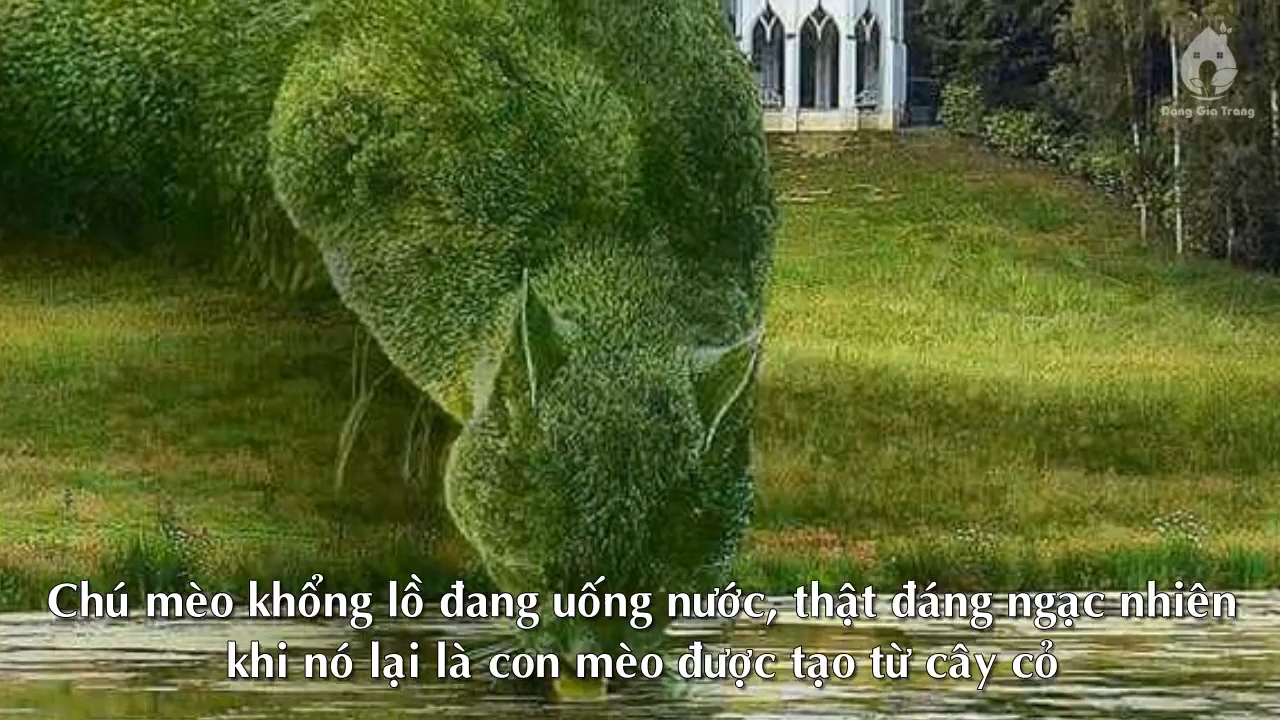 Đặng Gia Trang
Chú mèo khổng lồ đang uống nước, thật đáng ngạc nhiên
khi nó lại là con mèo được tạo từ cây cỏ